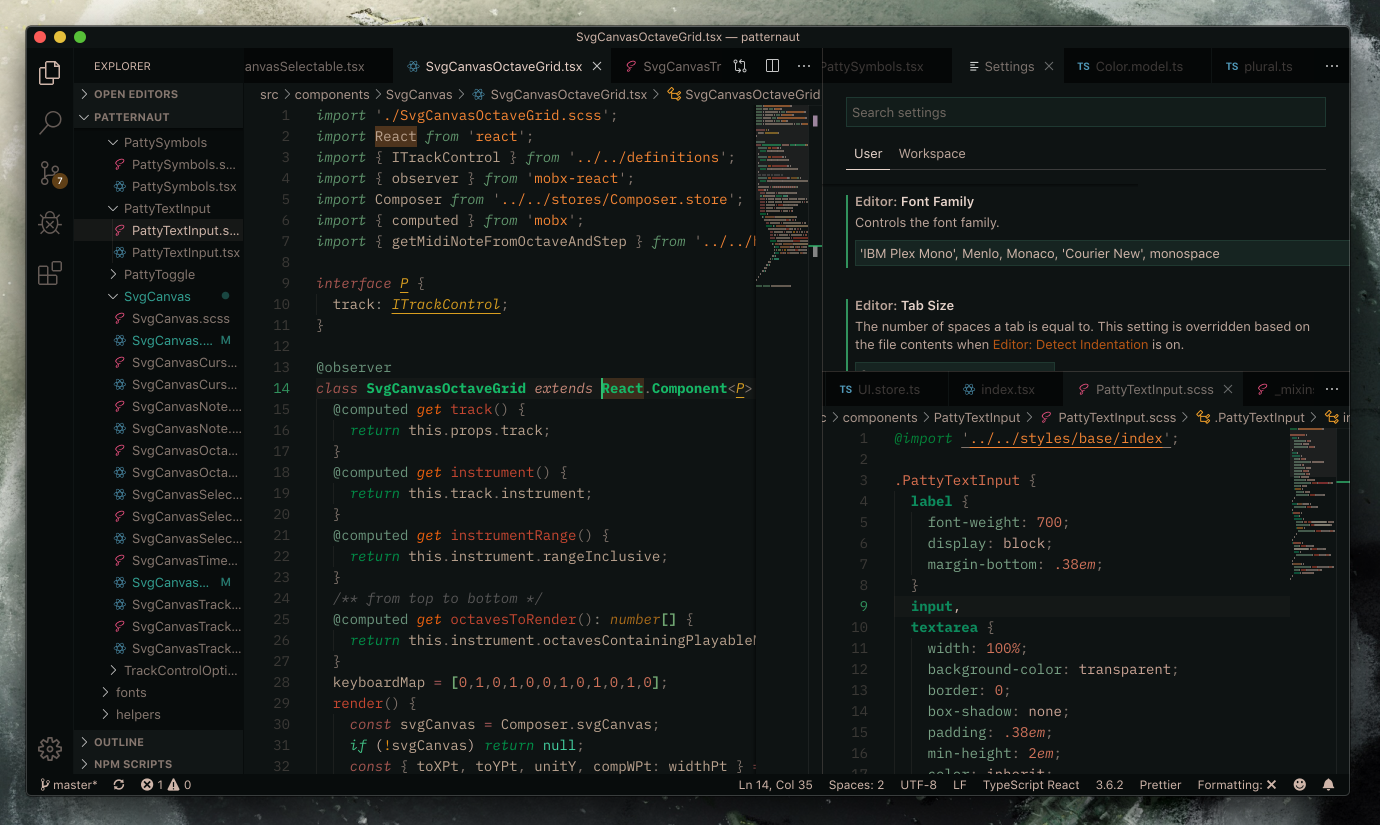 SvgCanvasOctaveGrid.tsx — patternaut
EXPLORER
OPEN EDITORS
PATTERNAUT
PattySymbols
PattySymbols.s...
PattySymbols.tsx
PattyTextInput
PattyTextInput.s...
PattyTextInput.tsx
PattyToggle
SvgCanvas
SvgCanvas.scss
SvgCanvas.... M
SvgCanvasCurs...
SvgCanvasCurs...
SvgCanvasNote....
SvgCanvasNote....
SvgCanvasOcta...
SvgCanvasOcta...
SvgCanvasSelec...
SvgCanvasSelec...
SvgCanvasSelec...
SvgCanvasTime...
SvgCanvas... M
SvgCanvasTrack...
SvgCanvasTrack...
SvgCanvasTrack...
TrackControlOpti...
fonts
helpers
OUTLINE
NPM SCRIPTS
7
anvasSelectable.tsx SvgCanvasOctaveGrid.tsx SvgCanvasTr
src components SvgCanvas SvgCanvasOctaveGrid.tsx SvgCanvasOctaveGrid
1 import './SvgCanvasOctaveGrid.scss';
2 import React from 'react';
3 import { ITrackControl } from '../../definitions';
4 import { observer } from 'mobx-react';
5 import Composer from '../../stores/Composer.store';
6 import { computed } from 'mobx';
7 import { getMidiNoteFromOctaveAndStep } from '../../
8
9 interface P {
10 track: ITrackControl;
11 }
12
13 @observer
14 class SvgCanvasOctaveGrid extends React.Component<P>
15 @computed get track() {
16 return this.props.track;
17 }
18 @computed get instrument() {
19 return this.track.instrument;
20 }
21 @computed get instrumentRange() {
22 return this.instrument.rangeInclusive;
23 }
24 /** from top to bottom */
25 @computed get octavesToRender(): number[] {
26 return this.instrument.octavesContainingPlayable
27 }
28 keyboardMap = [0,1,0,1,0,0,1,0,1,0,1,0];
29 render() {
30 const svgCanvas = Composer.svgCanvas;
31 if (!svgCanvas) return null;
32 const { toXPt, toYPt, unitY, compWPt: widthPt } =
PattySymbols.tsx Settings TS Color.model.ts TS plural.ts
Search settings
User Workspace
Editor: Font Family
Controls the font family.
'IBM Plex Mono', Menlo, Monaco, 'Courier New', monospace
Editor: Tab Size
The number of spaces a tab is equal to. This setting is overridden based on
the file contents when Editor: Detect Indentation is on.
TS UI.store.ts index.tsx PattyTextInput.scss _mixin
components PattyTextInput PattyTextInput.scss .PattyTextInput
1 @import '../../styles/base/index';
2
3 .PattyTextInput {
4 label {
5 font-weight: 700;
6 display: block;
7 margin-bottom: .38em;
8 }
9 input,
10 textarea {
11 width: 100%;
12 background-color: transparent;
13 border: 0;
14 box-shadow: none;
15 padding: .38em;
16 min-height: 2em;
17 color: inherit;
master* 1 0 Ln 14, Col 35 Spaces: 2 UTF-8 LF TypeScript React 3.6.2 Prettier Formatting: ✕